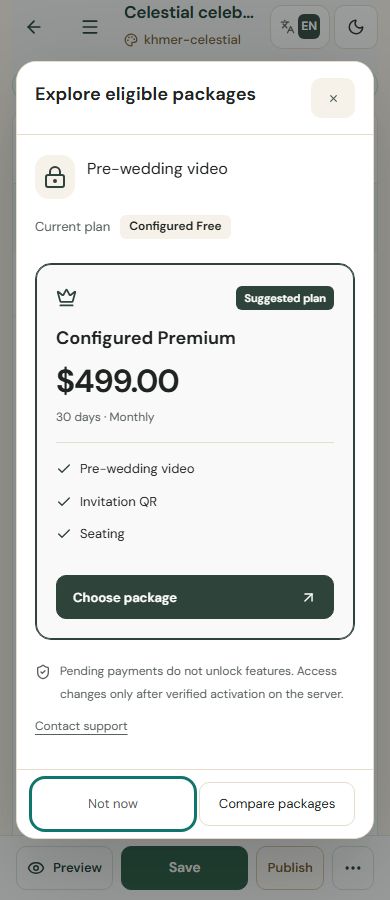 Celestial celeb...
khmer-celestial
EN
Explore eligible packages
Pre-wedding video
Current plan Configured Free
Suggested plan
Configured Premium
$499.00
30 days · Monthly
Pre-wedding video
Invitation QR
Seating
Choose package
Pending payments do not unlock features. Access
changes only after verified activation on the server.
Contact support
Not now Compare packages
Preview Save Publish